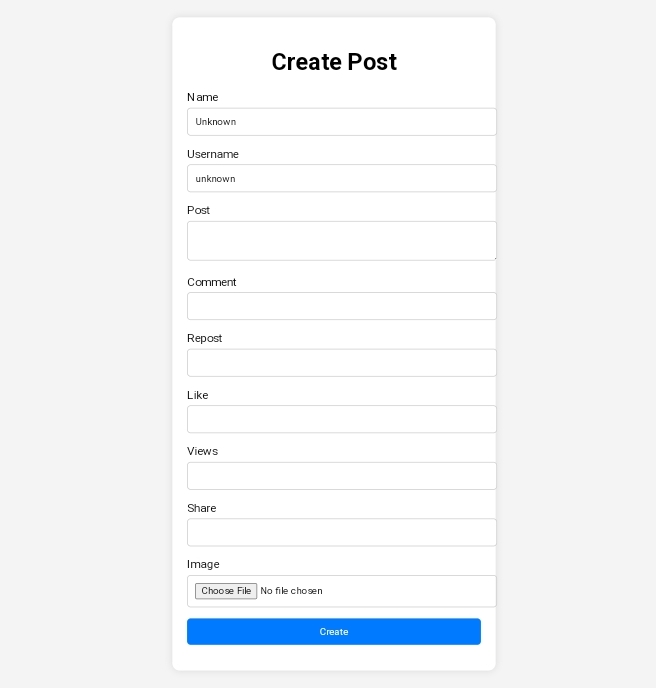 Create Post
Name
Unknown
Username
unknown
Post
Comment
Repost
Like
Views
Share
Image
Choose File No file chosen
Create